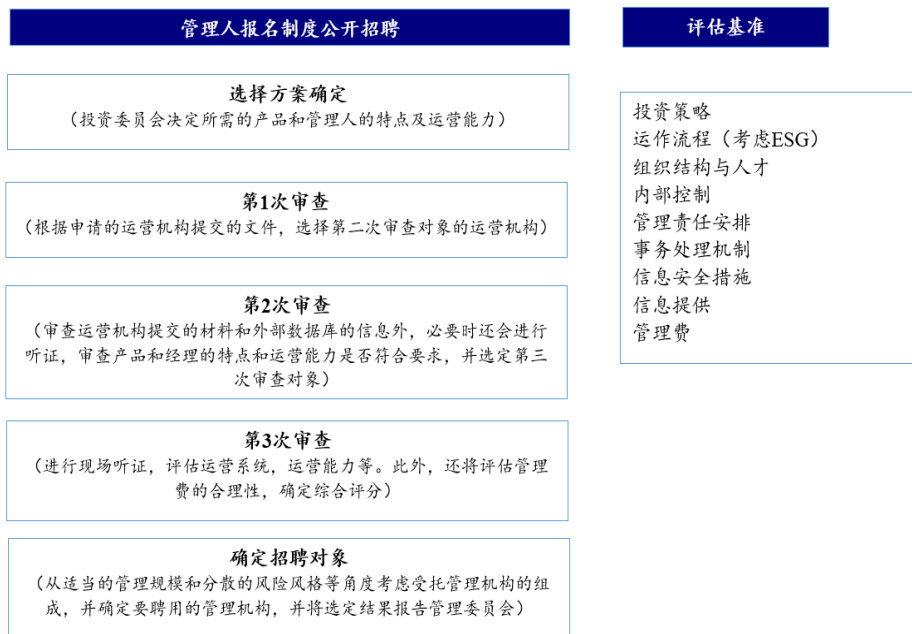 管理人报名制度公开招聘
选择方案确定
（投资委员会决定所需的产品和管理人的特点及运营能力）
第1次审查
（根据申请的运营机构提交的文件，选择第二次审查对象的运营机构）
第2次审查
（审查运营机构提交的材料和外部数据库的信息外，必要时还会进行
听证，审查产品和经理的特点和运营能力是否符合要求，并选定第三
次审查对象）
第3次审查
（进行现场听证，评估运营系统，运营能力等。此外，还将评估管理
费的合理性，确定综合评分）
确定招聘对象
（从适当的管理规模和分散的风险风格等角度考虑受托管理机构的组
成，并确定要聘用的管理机构，并将选定结果报告管理委员会）
评估基准
投资策略
运作流程（考虑ESG）
组织结构与人才
内部控制
管理责任安排
事务处理机制
信息安全措施
信息提供
管理费